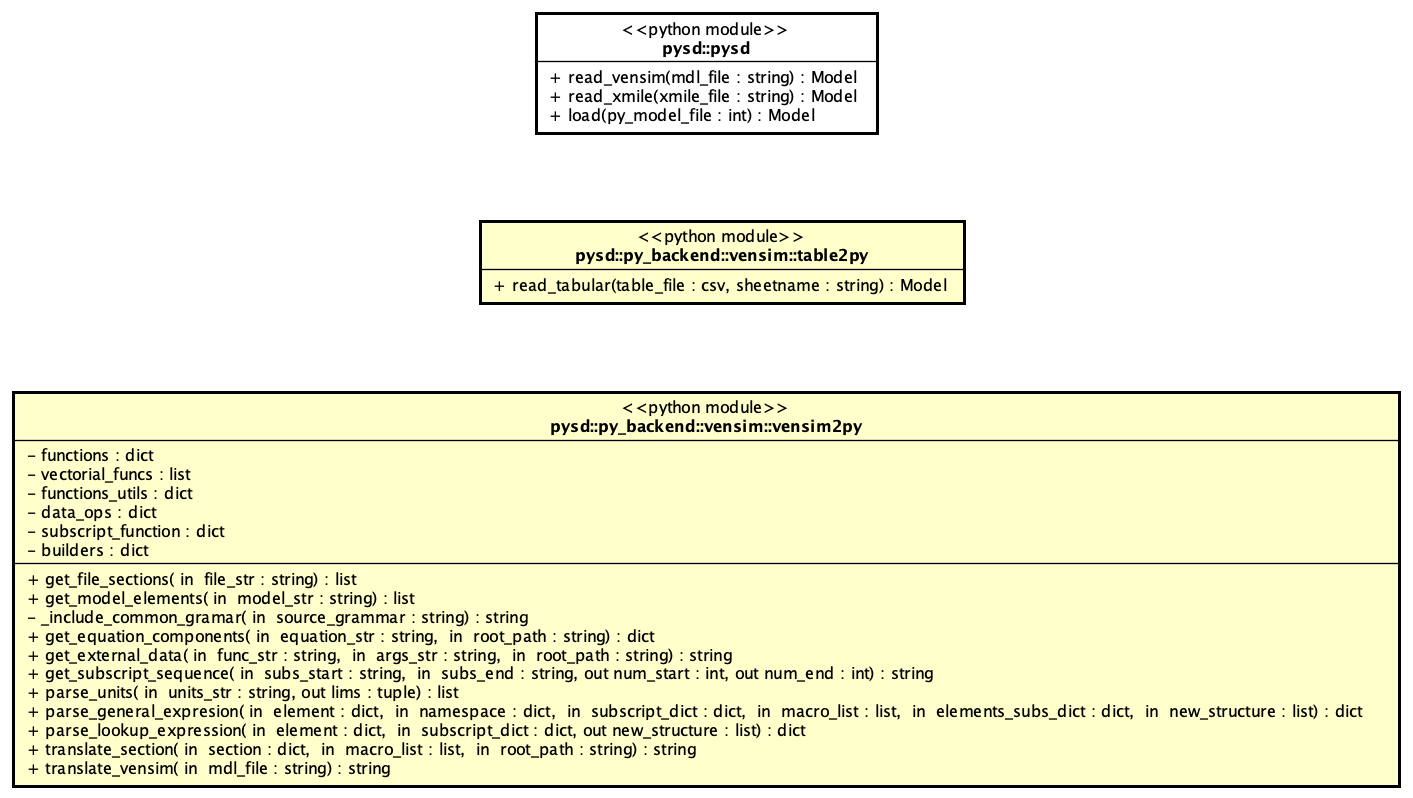 <<python module>>
pysd::pysd
+ read_vensim(mdl_file : string) : Model
+ read_xmile(xmile_file : string) : Model
+ load(py_model_file : int) : Model
<<python module>>
pysd::py_backend::vensim::table2py
+ read_tabular(table_file : csv, sheetname : string) : Model
<<python module>>
pysd::py_backend::vensim::vensim2py
- functions : dict
- vectorial_funcs : list
- functions_utils : dict
- data_ops : dict
- subscript_function : dict
- builders : dict
+ get_file_sections( in file_str : string) : list
+ get_model_elements( in model_str : string) : list
- _include_common_gramar( in source_grammar : string) : string
+ get_equation_components( in equation_str : string, in root_path : string) : dict
+ get_external_data( in func_str : string, in args_str : string, in root_path : string) : string
+ get_subscript_sequence( in subs_start : string, in subs_end : string, out num_start : int, out num_end : int) : string
+ parse_units( in units_str : string, out lims : tuple) : list
+ parse_general_expresion( in element : dict, in namespace : dict, in subscript_dict : dict, in macro_list : list, in elements_subs_dict : dict, in new_structure : list) : dict
+ parse_lookup_expression( in element : dict, in subscript_dict : dict, out new_structure : list) : dict
+ translate_section( in section : dict, in macro_list : list, in root_path : string) : string
+ translate_vensim( in mdl_file : string) : string